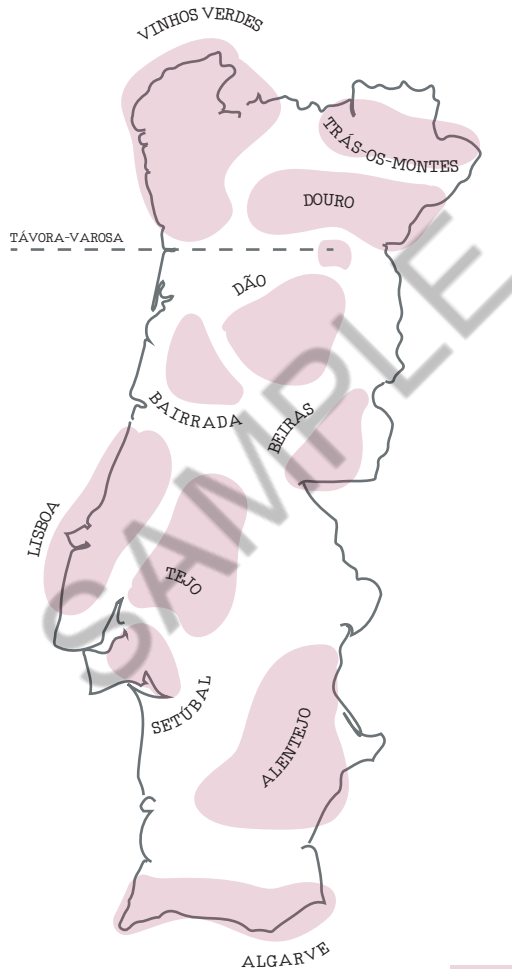 VINHOS VERDES
TRÁS-OS-MONTES
DOURO
TÁVORA-VAROSA
DÃO
BAIRRADA
BEIRAS
LISBOA
TEJO
SETÚBAL
ALENTEJO
ALGARVE
SAMPLE